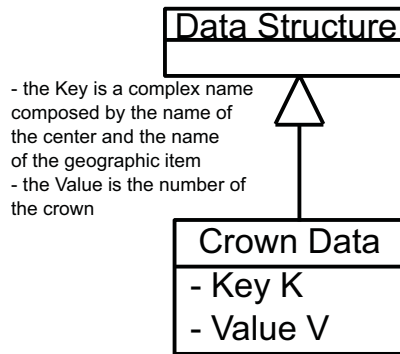 Data Structure
- the Key is a complex name
composed by the name of
the center and the name
of the geographic item
- the Value is the number of
the crown
Crown Data
- Key K
- Value V